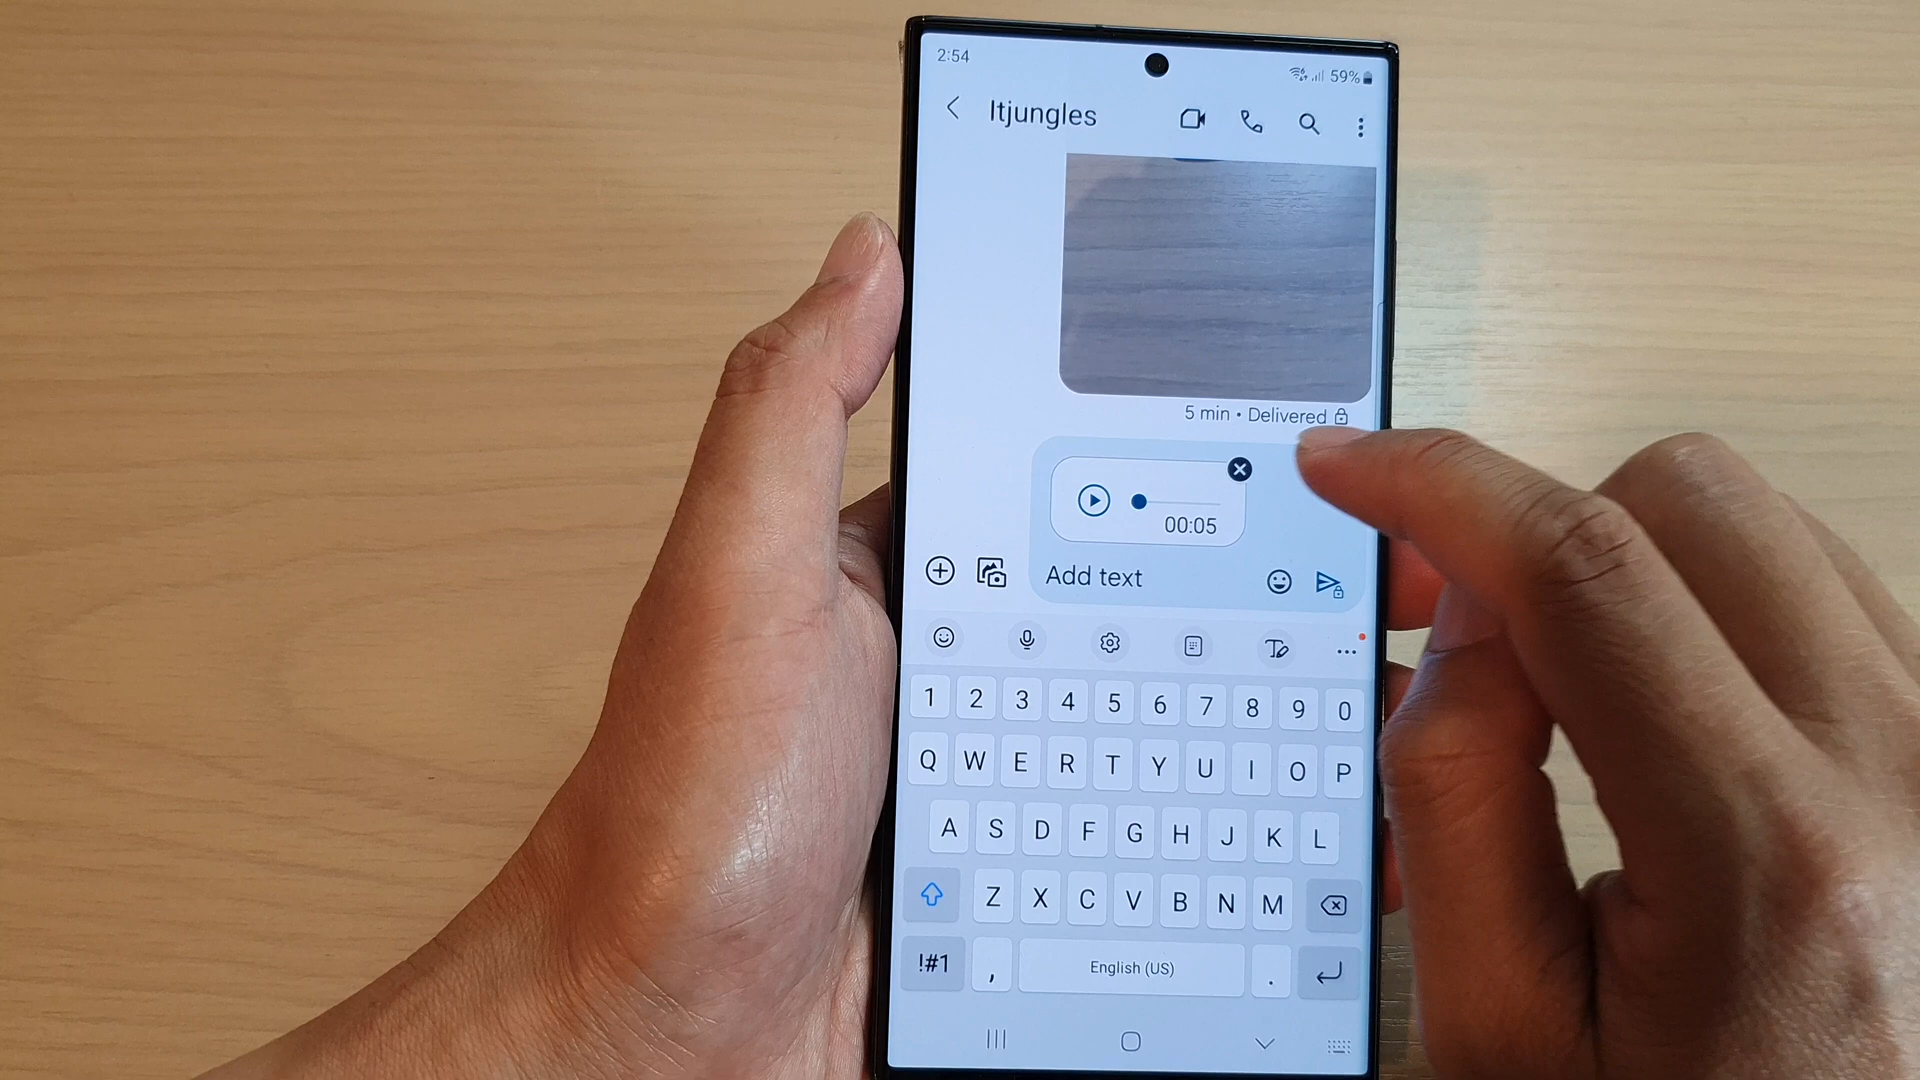 2:54
59%
Itjungles
5 min • Delivered
00:05
Add text
1 2 3 4 5 6 7 8 9 0
Q W E R T Y U I O P
A S D F G H J K L
Z X C V B N M
!#1 , English (US) .